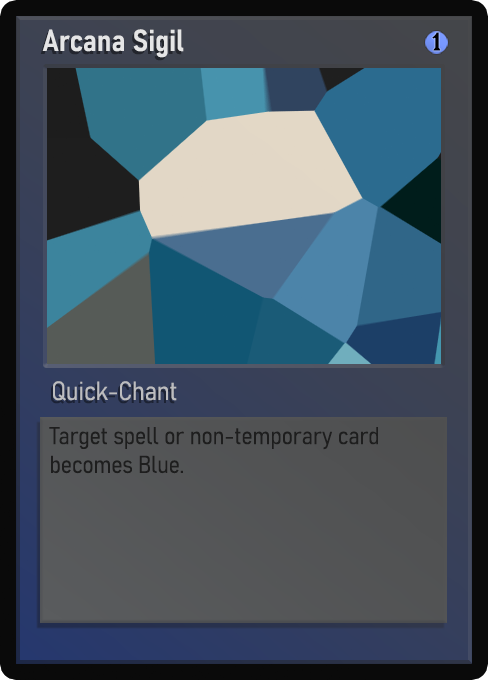 Arcana Sigil 1
Quick-Chant
Target spell or non-temporary card
becomes Blue.